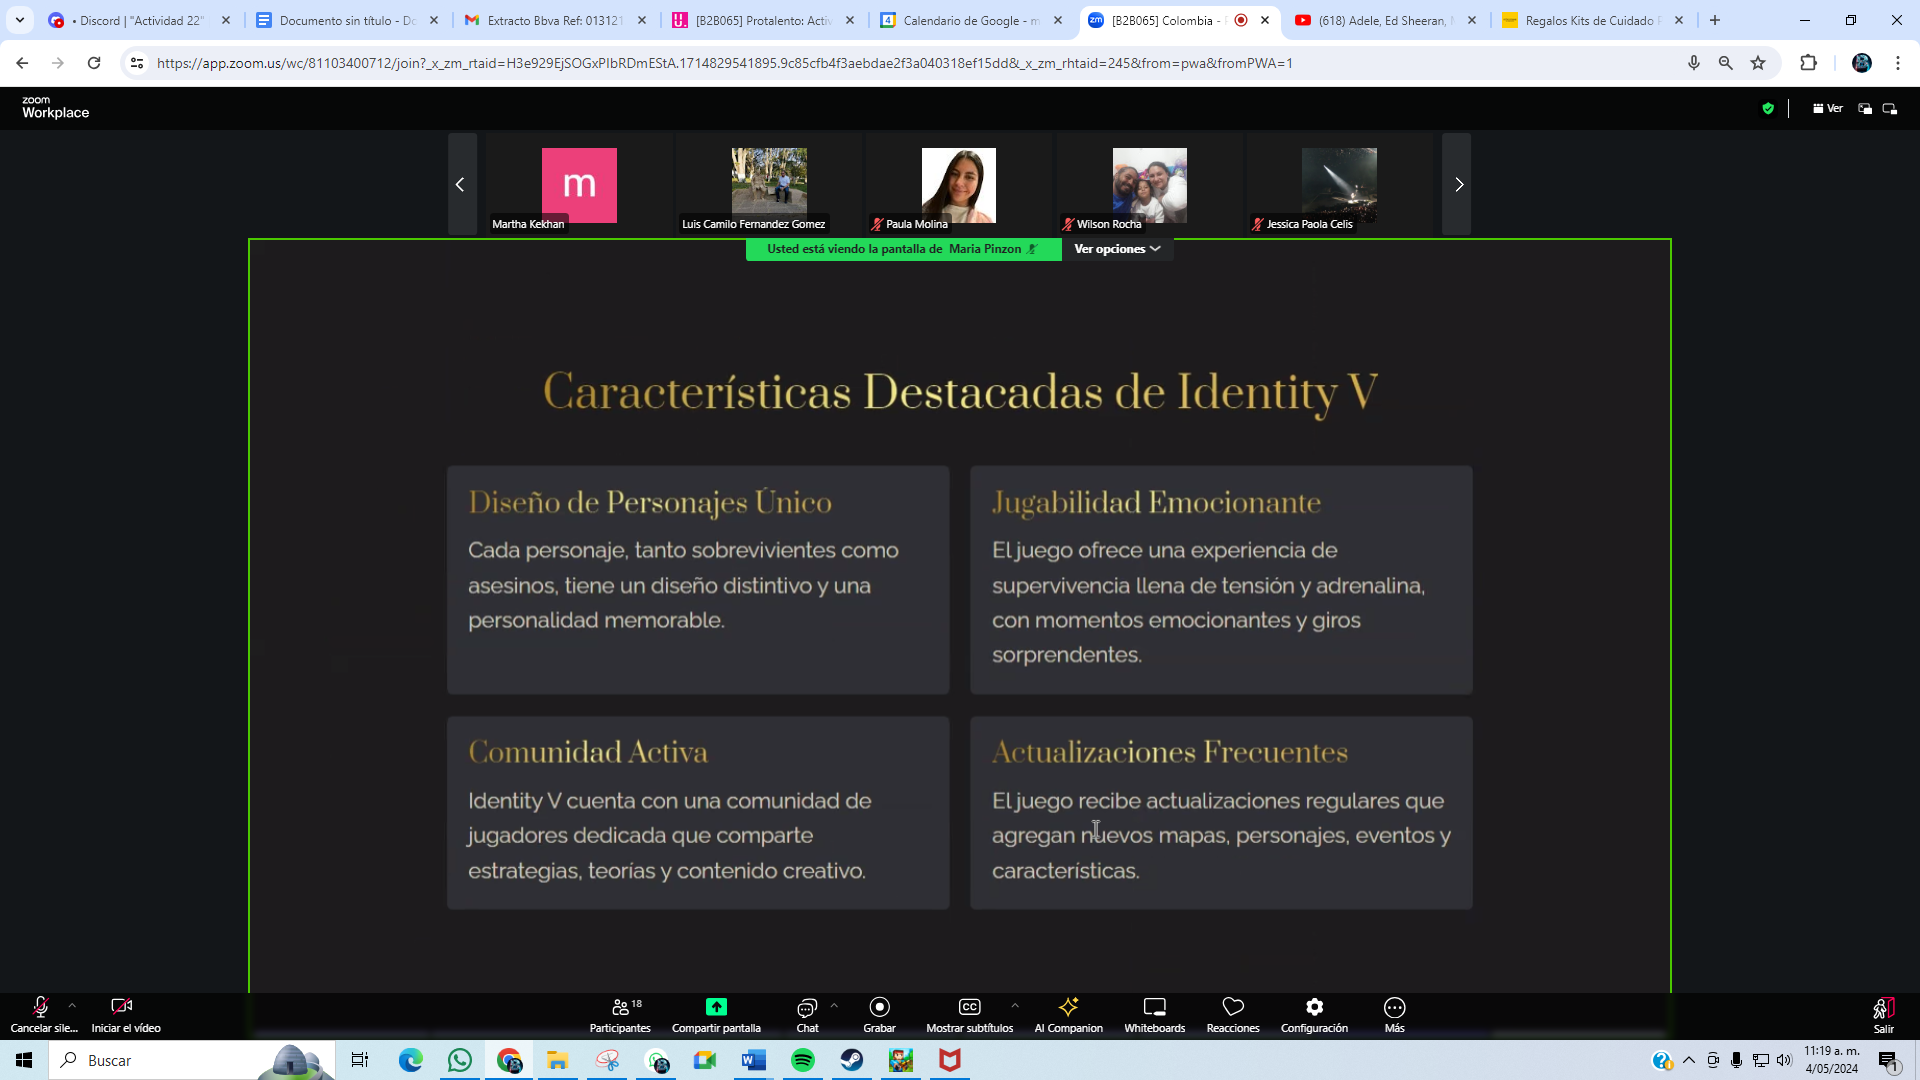 • Discord | "Actividad 22"
Documento sin título - Do
Extracto Bbva Ref: 013121
[B2B065] Protalento: Activ
Calendario de Google - m
[B2B065] Colombia -
(618) Adele, Ed Sheeran,
Regalos Kits de Cuidado
https://app.zoom.us/wc/81103400712/join?_x_zm_rtaid=H3e929EjSOGxPIbRDmEStA.1714829541895.9c85cfb4f3aebdae2f3a040318ef15dd&_x_zm_rhtaid=245&from=pwa&fromPWA=1
zoom
Workplace
Ver
m
Martha Kekhan
Luis Camilo Fernandez Gomez
Paula Molina
Wilson Rocha
Jessica Paola Celis
Usted está viendo la pantalla de Maria Pinzon
Ver opciones
Características Destacadas de Identity V
Diseño de Personajes Único
Cada personaje, tanto sobrevivientes como
asesinos, tiene un diseño distintivo y una
personalidad memorable.
Jugabilidad Emocionante
El juego ofrece una experiencia de
supervivencia llena de tensión y adrenalina,
con momentos emocionantes y giros
sorprendentes.
Comunidad Activa
Identity V cuenta con una comunidad de
jugadores dedicada que comparte
estrategias, teorías y contenido creativo.
Actualizaciones Frecuentes
El juego recibe actualizaciones regulares que
agregan nuevos mapas, personajes, eventos y
características.
Cancelar sile...
Iniciar el vídeo
18
Participantes
Compartir pantalla
Chat
Grabar
CC
Mostrar subtítulos
AI Companion
Whiteboards
Reacciones
Configuración
Más
Salir
Buscar
11:19 a. m.
4/05/2024
1